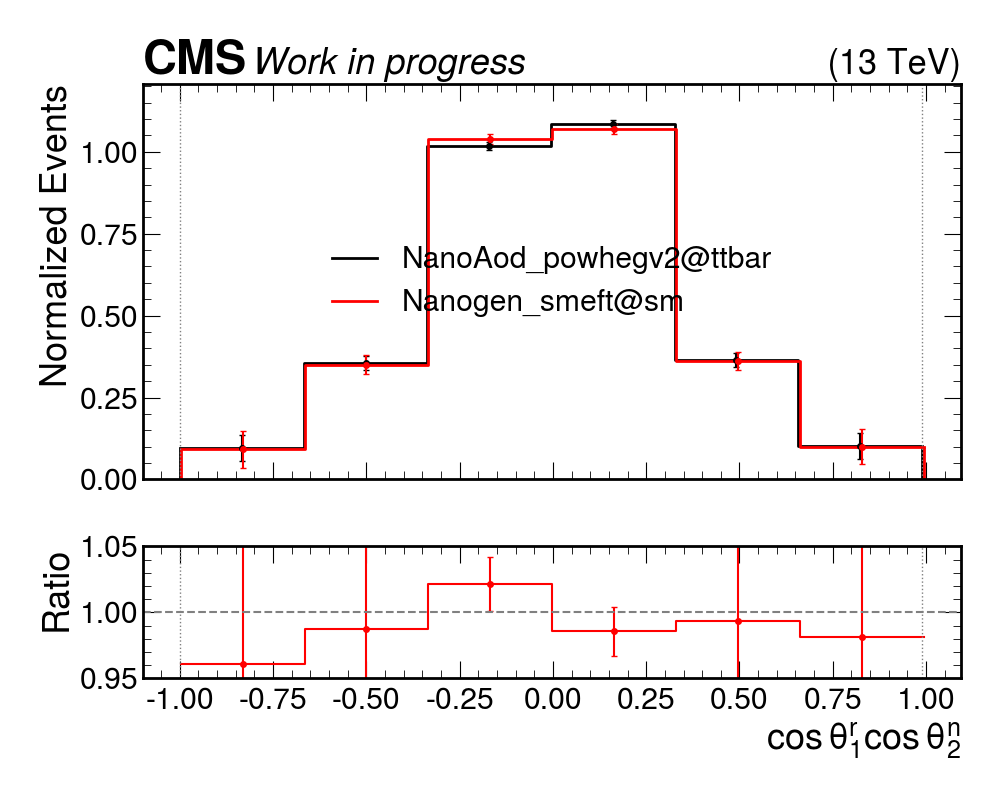 CMS Work in progress (13 TeV)
Normalized Events
1.00
0.75
0.50
0.25
0.00
NanoAod_powhegv2@ttbar
Nanogen_smeft@sm
Ratio
1.05
1.00
0.95
-1.00 -0.75 -0.50 -0.25 0.00 0.25 0.50 0.75 1.00
cos θ₁ʳ cos θ₂ⁿ